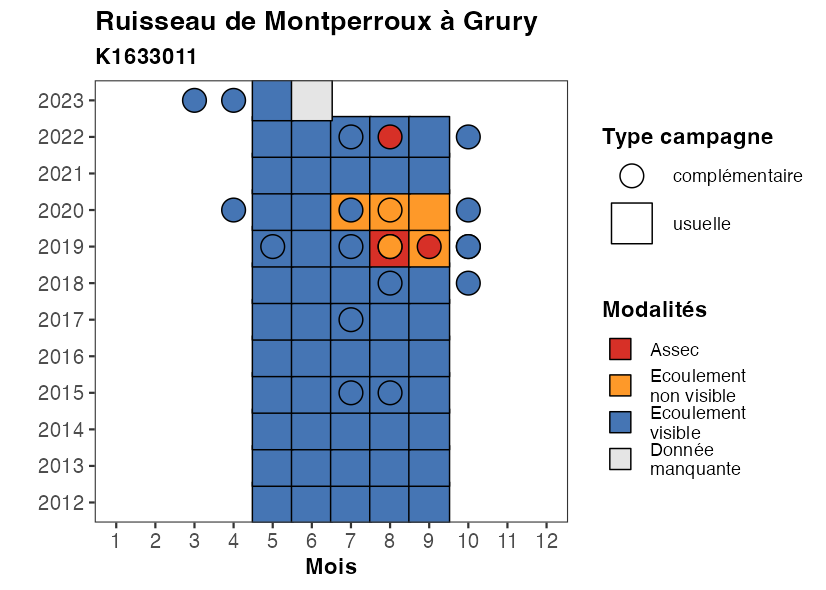 Ruisseau de Montperroux à Grury
K1633011
2023
2022
2021
2020
2019
2018
2017
2016
2015
2014
2013
2012
1 2 3 4 5 6 7 8 9 10 11 12
Mois
Type campagne
complémentaire
usuelle
Modalités
Assec
Ecoulement
non visible
Ecoulement
visible
Donnée
manquante